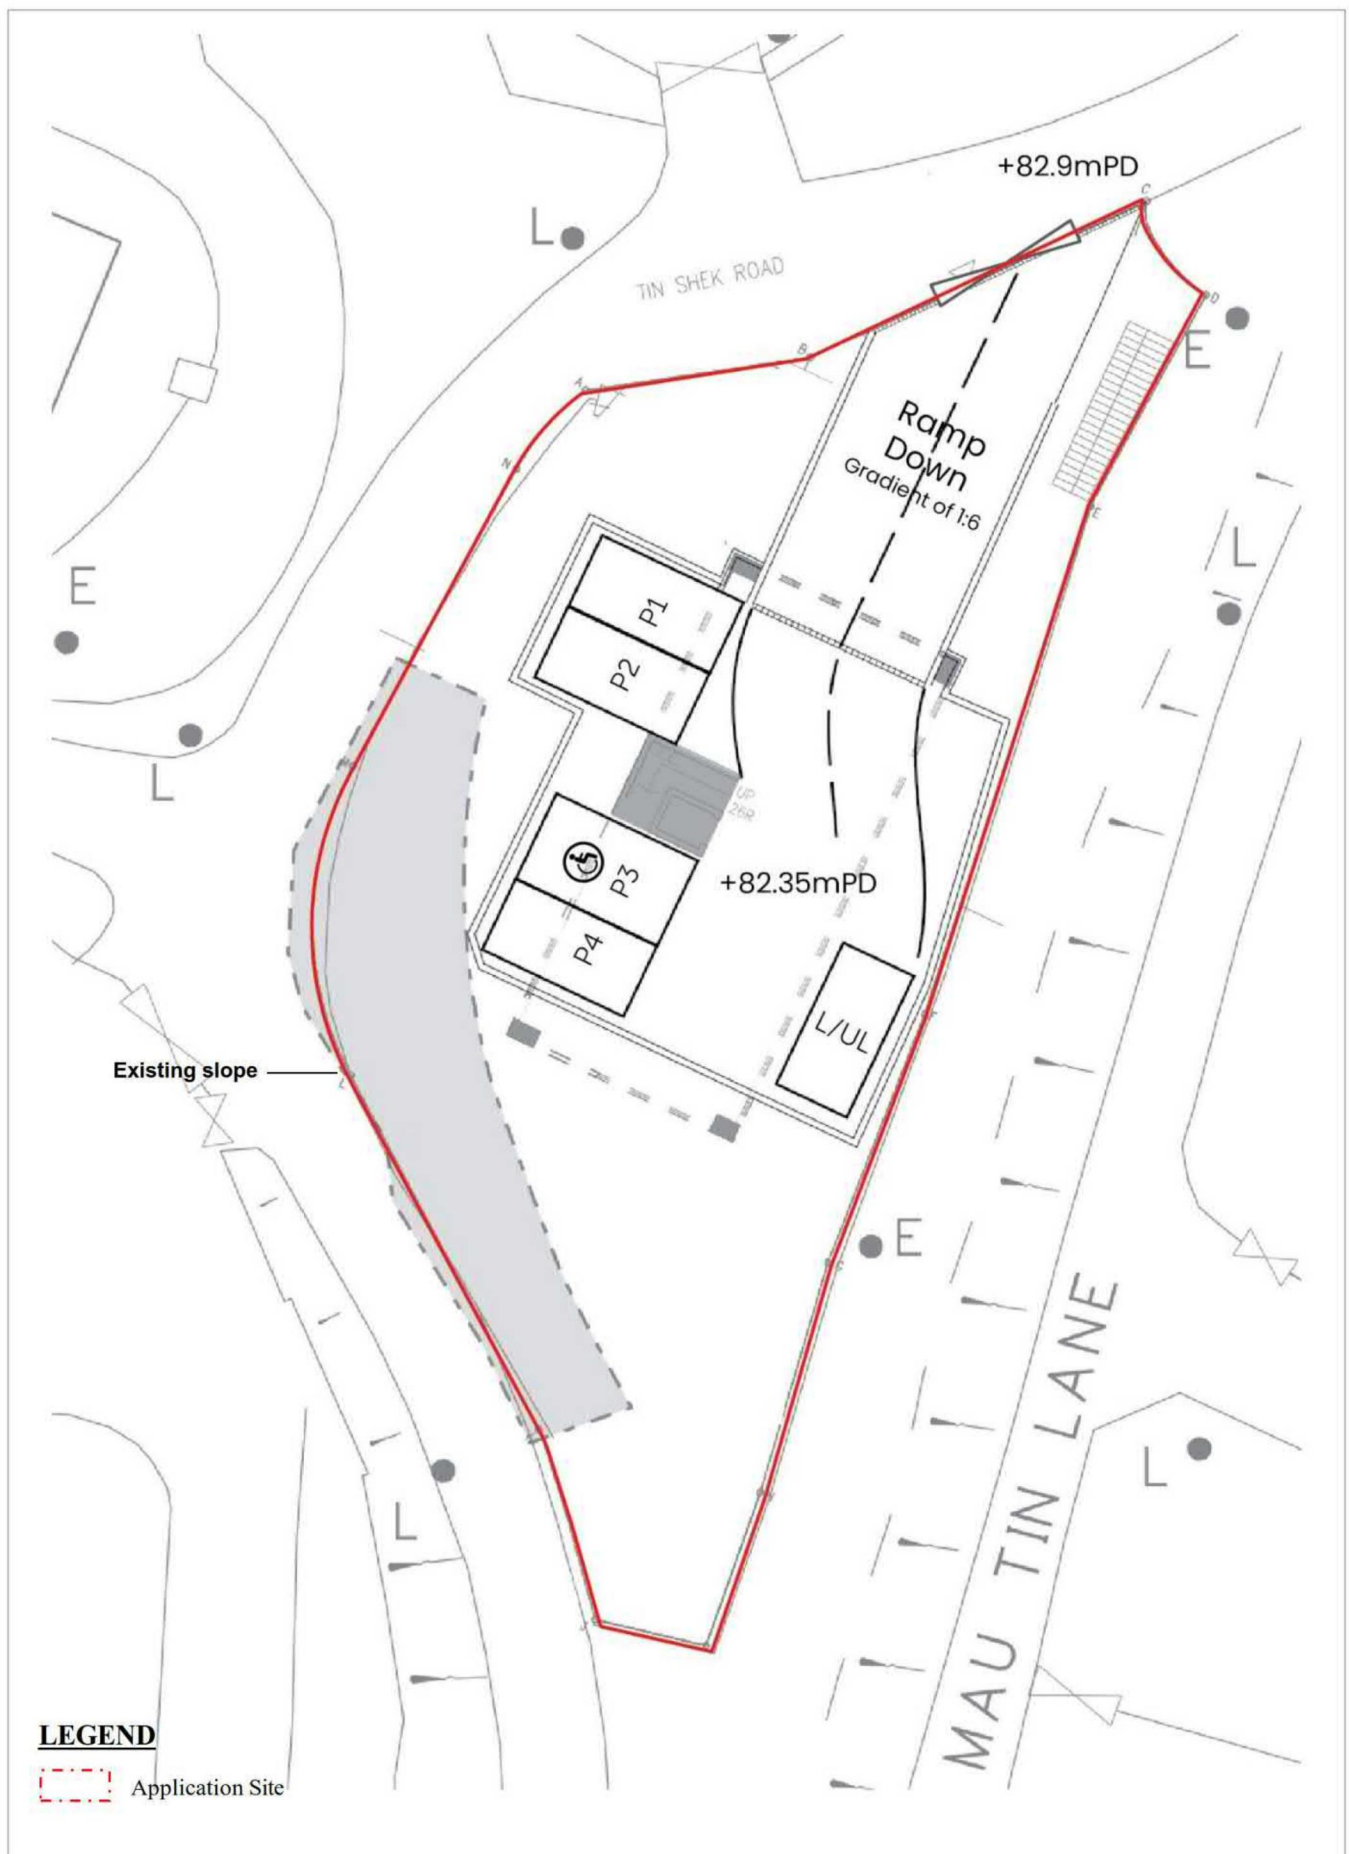 +82.9mPD
C
L
TIN SHEK ROAD
D
E
B
A
Ramp
Down
Gradient of 1:6
N
E
L
E
P1
P2
L
M
UP
26R
P3
+82.35mPD
P4
L/UL
F
Existing slope
L
E
G
MAU TIN LANE
L
L
H
J
LEGEND
Application Site